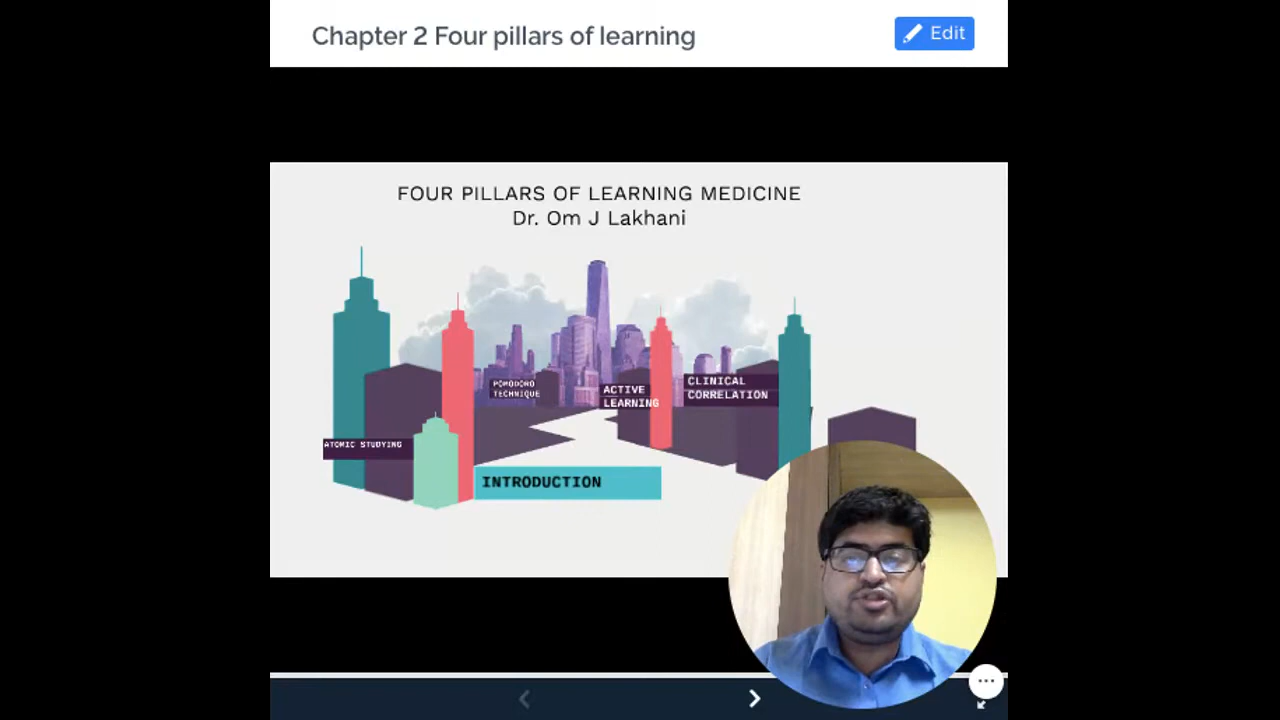 Chapter 2 Four pillars of learning
Edit
FOUR PILLARS OF LEARNING MEDICINE
Dr. Om J Lakhani
POMODORO
TECHNIQUE
ACTIVE
LEARNING
CLINICAL
CORRELATION
ATOMIC STUDYING
INTRODUCTION